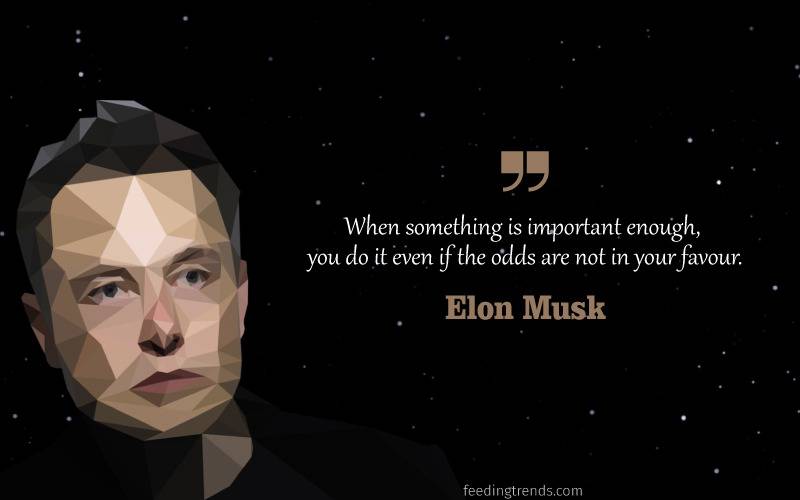 When something is important enough,
you do it even if the odds are not in your favour.
Elon Musk
feedingtrends.com